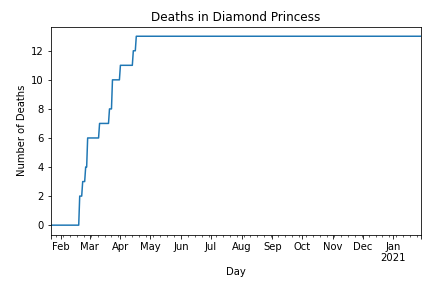 Deaths in Diamond Princess
Number of Deaths
12
10
8
6
4
2
0
Feb Mar Apr May Jun Jul Aug Sep Oct Nov Dec Jan
2021
Day